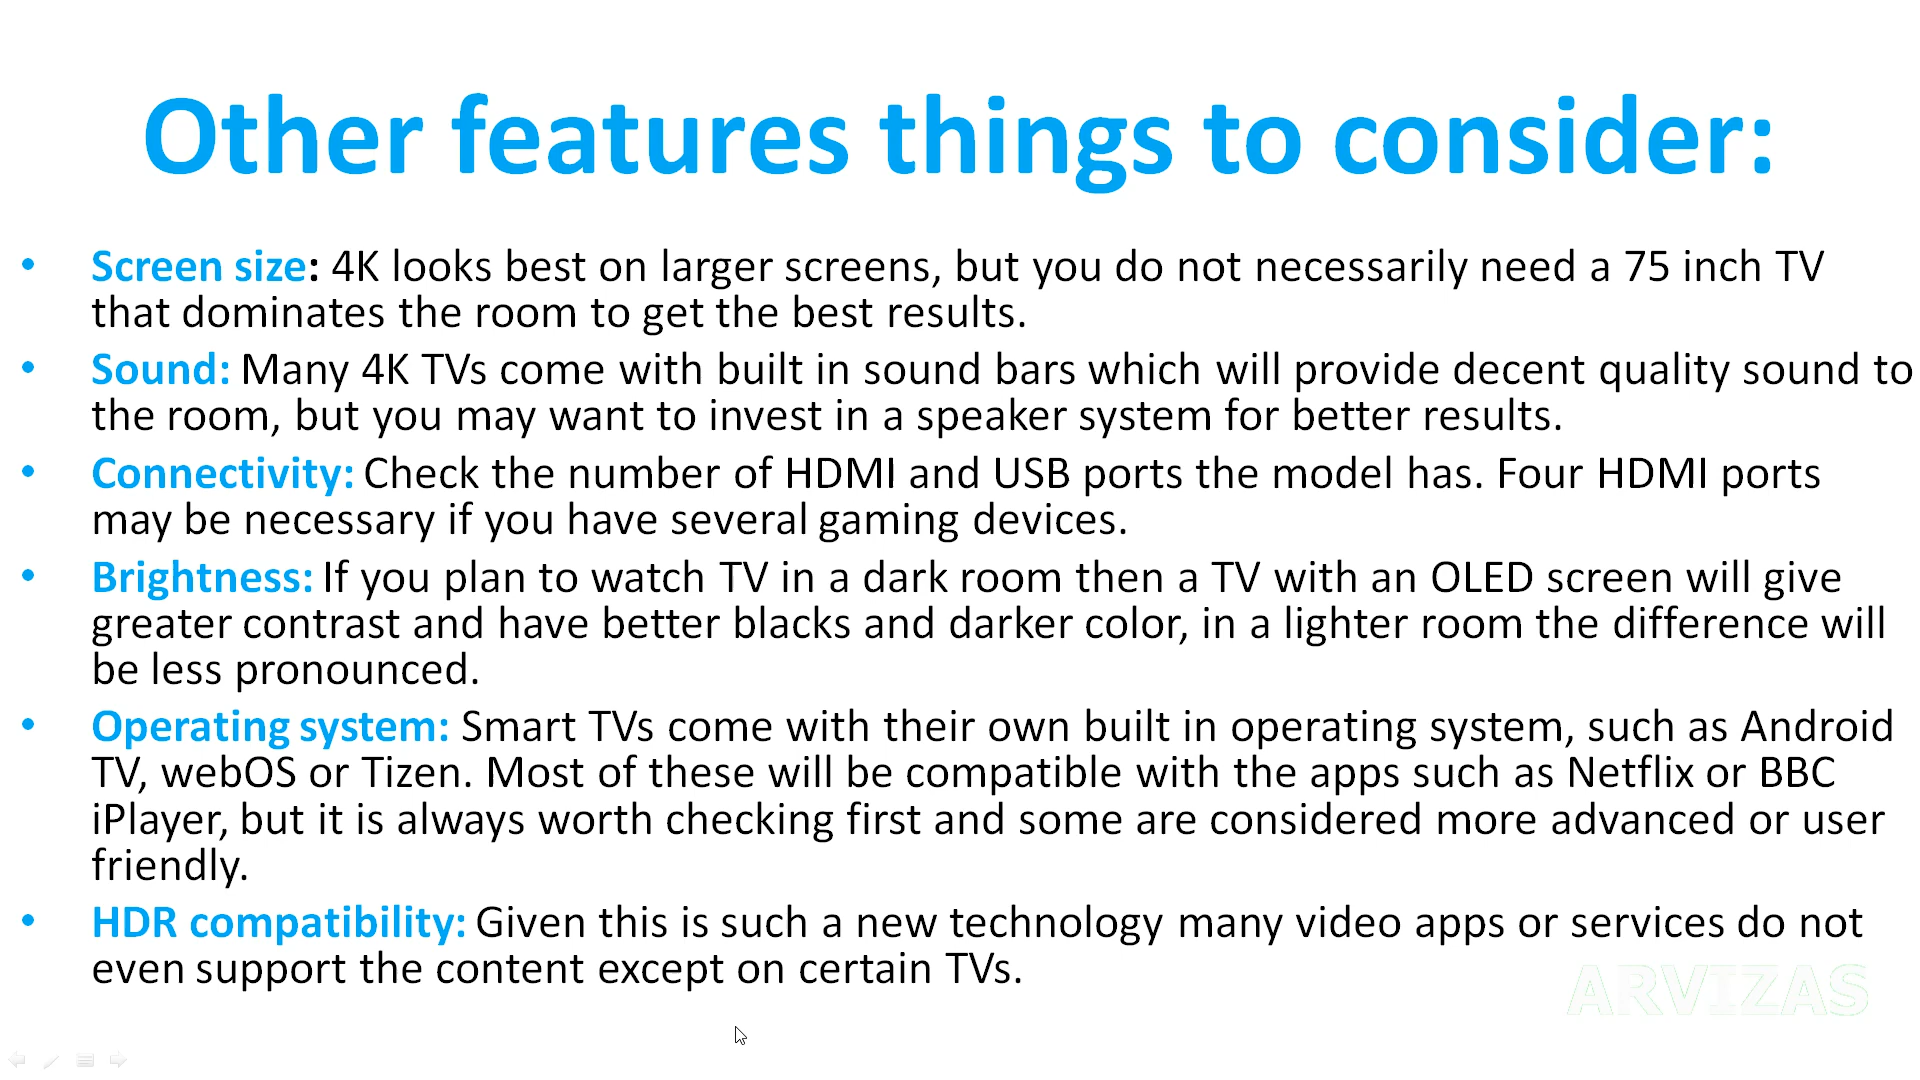 Other features things to consider:
• Screen size: 4K looks best on larger screens, but you do not necessarily need a 75 inch TV
that dominates the room to get the best results.
• Sound: Many 4K TVs come with built in sound bars which will provide decent quality sound to
the room, but you may want to invest in a speaker system for better results.
• Connectivity: Check the number of HDMI and USB ports the model has. Four HDMI ports
may be necessary if you have several gaming devices.
• Brightness: If you plan to watch TV in a dark room then a TV with an OLED screen will give
greater contrast and have better blacks and darker color, in a lighter room the difference will
be less pronounced.
• Operating system: Smart TVs come with their own built in operating system, such as Android
TV, webOS or Tizen. Most of these will be compatible with the apps such as Netflix or BBC
iPlayer, but it is always worth checking first and some are considered more advanced or user
friendly.
• HDR compatibility: Given this is such a new technology many video apps or services do not
even support the content except on certain TVs.
ARVIZAS